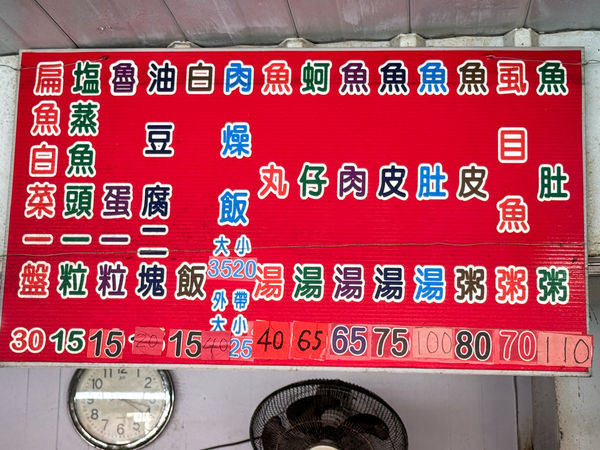 魚肚粥 110
虱目魚粥 70
魚皮粥 80
魚肚湯 100
魚皮湯 75
魚肉湯 65
蚵仔湯 65
魚丸湯 40
肉燥飯
大小
3520
外帶
大小
40 25
白飯 15
油豆腐二塊 20
魯蛋一粒 15
塩蒸魚頭一粒 15
扁魚白菜一盤 30